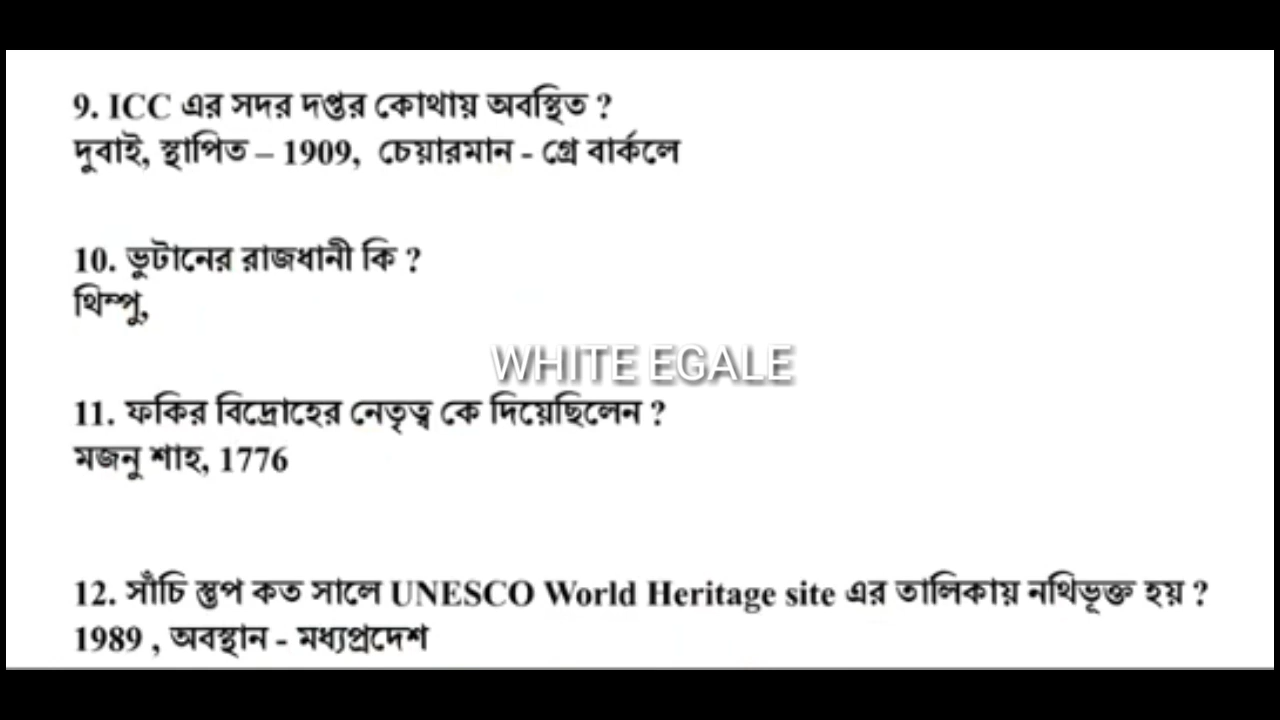 9. ICC এর সদর দপ্তর কোথায় অবস্থিত ?
দুবাই, স্থাপিত – 1909, চেয়ারমান - গ্রে বার্কলে
10. ভুটানের রাজধানী কি ?
থিম্পু,
WHITE EGALE
11. ফকির বিদ্রোহের নেতৃত্ব কে দিয়েছিলেন ?
মজনু শাহ, 1776
12. সাঁচি স্তুপ কত সালে UNESCO World Heritage site এর তালিকায় নথিভূক্ত হয় ?
1989 , অবস্থান - মধ্যপ্রদেশ